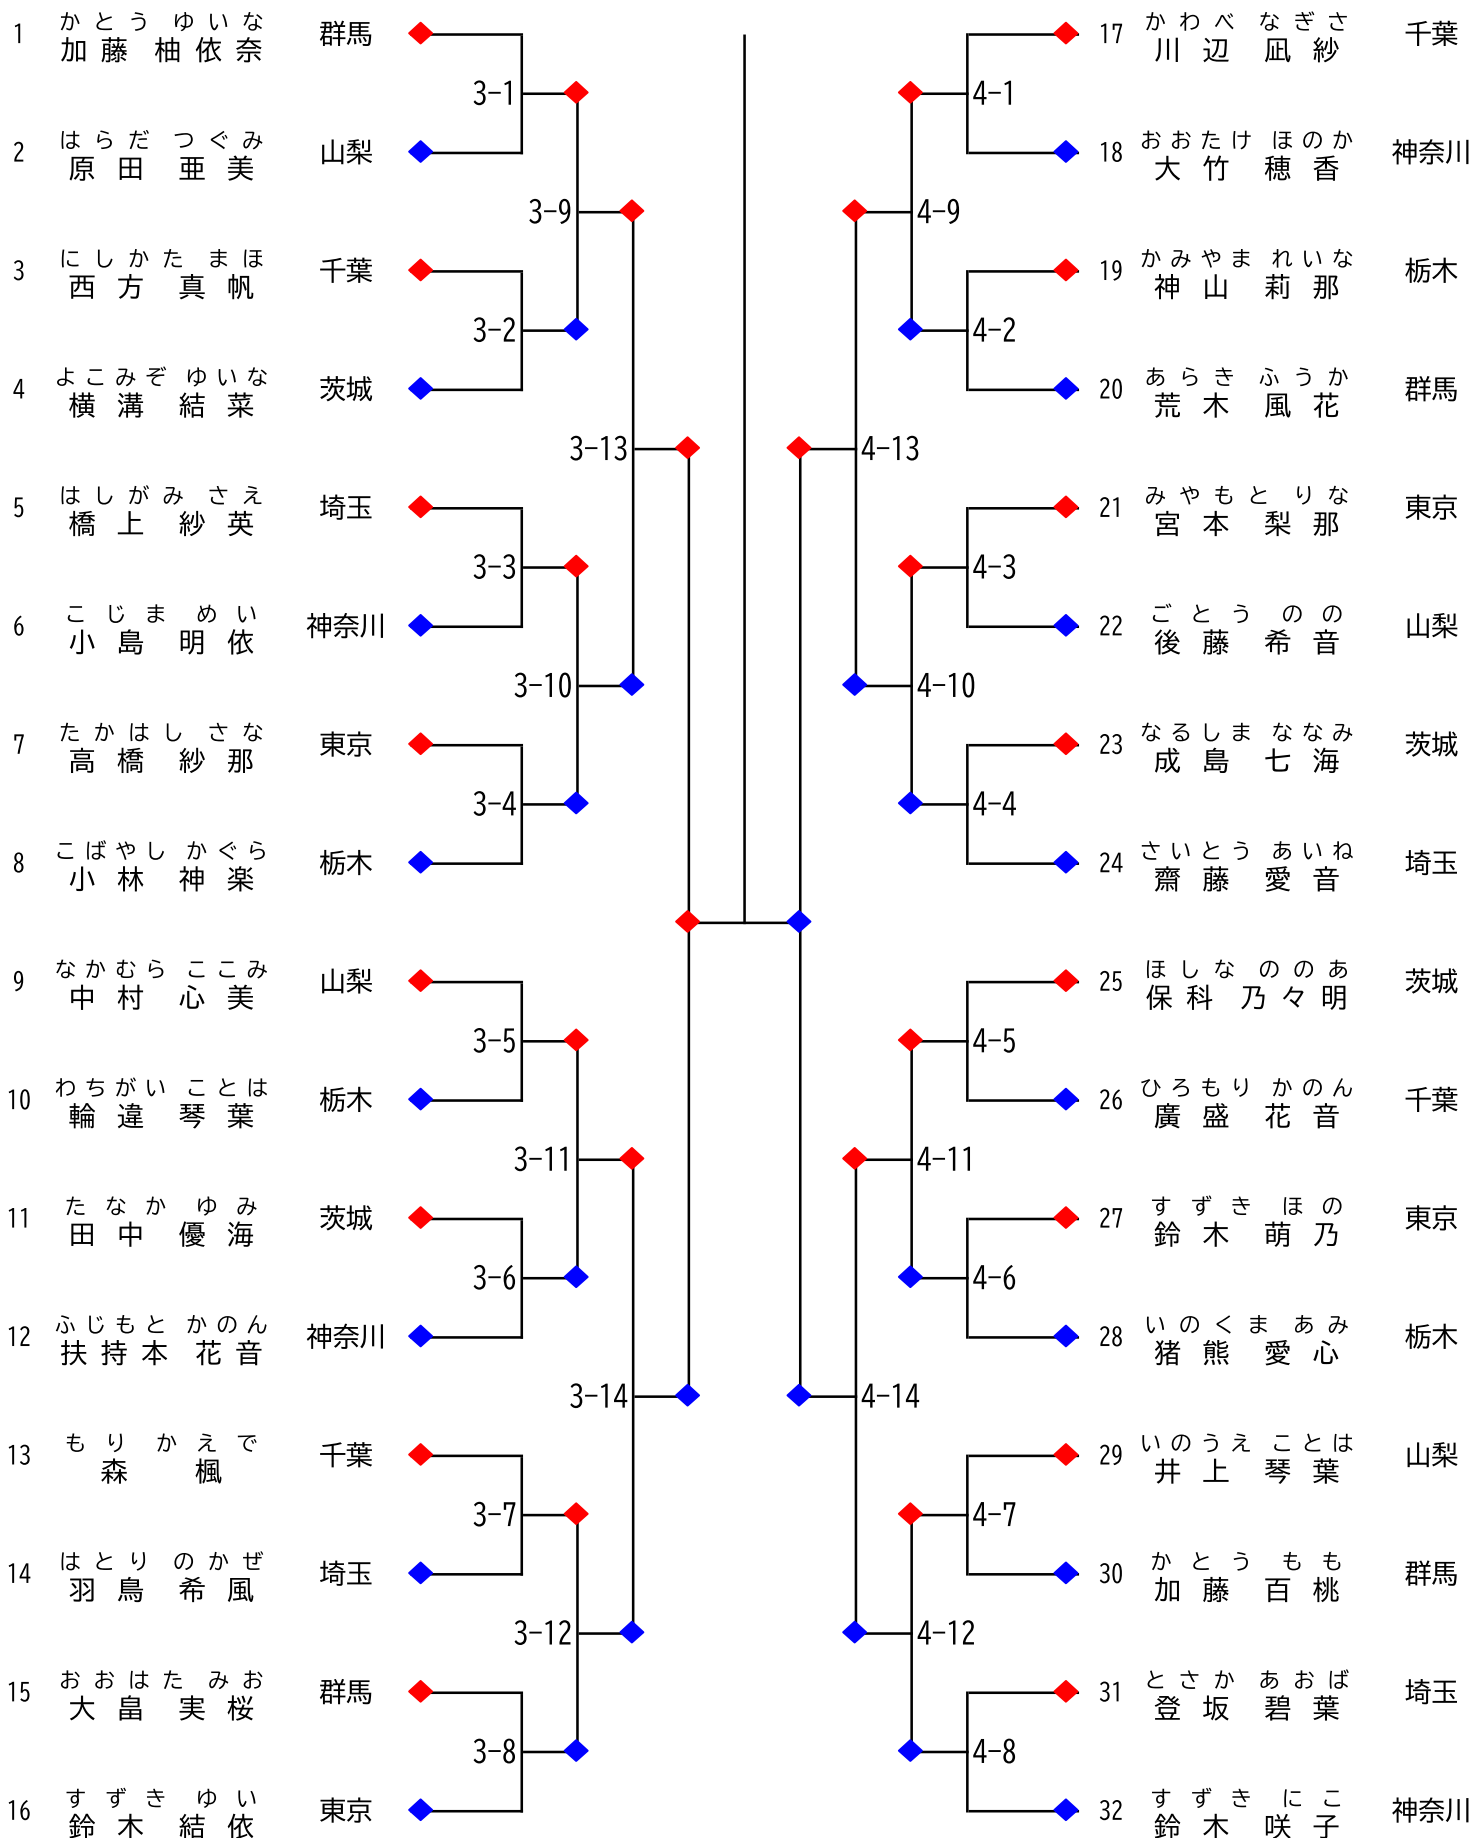 かとう ゆいな
1 加藤 柚依奈 群馬
3-1
はらだ つぐみ
2 原田 亜美 山梨
3-9
にしかた まほ
3 西方 真帆 千葉
3-2
よこみぞ ゆいな
4 横溝 結菜 茨城
3-13
はしがみ さえ
5 橋上 紗英 埼玉
3-3
こじま めい
6 小島 明依 神奈川
3-10
たかはし さな
7 高橋 紗那 東京
3-4
こばやし かぐら
8 小林 神楽 栃木
なかむら ここみ
9 中村 心美 山梨
3-5
わちがい ことは
10 輪違 琴葉 栃木
3-11
たなか ゆみ
11 田中 優海 茨城
3-6
ふじもと かのん
12 扶持本 花音 神奈川
3-14
もり かえで
13 森 楓 千葉
3-7
はとり のかぜ
14 羽鳥 希風 埼玉
3-12
おおはた みお
15 大畠 実桜 群馬
3-8
すずき ゆい
16 鈴木 結依 東京
かわべ なぎさ
17 川辺 凪紗 千葉
4-1
おおたけ ほのか
18 大竹 穂香 神奈川
4-9
かみやま れいな
19 神山 莉那 栃木
4-2
あらき ふうか
20 荒木 風花 群馬
4-13
みやもと りな
21 宮本 梨那 東京
4-3
ごとう のの
22 後藤 希音 山梨
4-10
なるしま ななみ
23 成島 七海 茨城
4-4
さいとう あいね
24 齋藤 愛音 埼玉
ほしな ののあ
25 保科 乃々明 茨城
4-5
ひろもり かのん
26 廣盛 花音 千葉
4-11
すずき ほの
27 鈴木 萌乃 東京
4-6
いのくま あみ
28 猪熊 愛心 栃木
4-14
いのうえ ことは
29 井上 琴葉 山梨
4-7
かとう もも
30 加藤 百桃 群馬
4-12
とさか あおば
31 登坂 碧葉 埼玉
4-8
すずき にこ
32 鈴木 咲子 神奈川